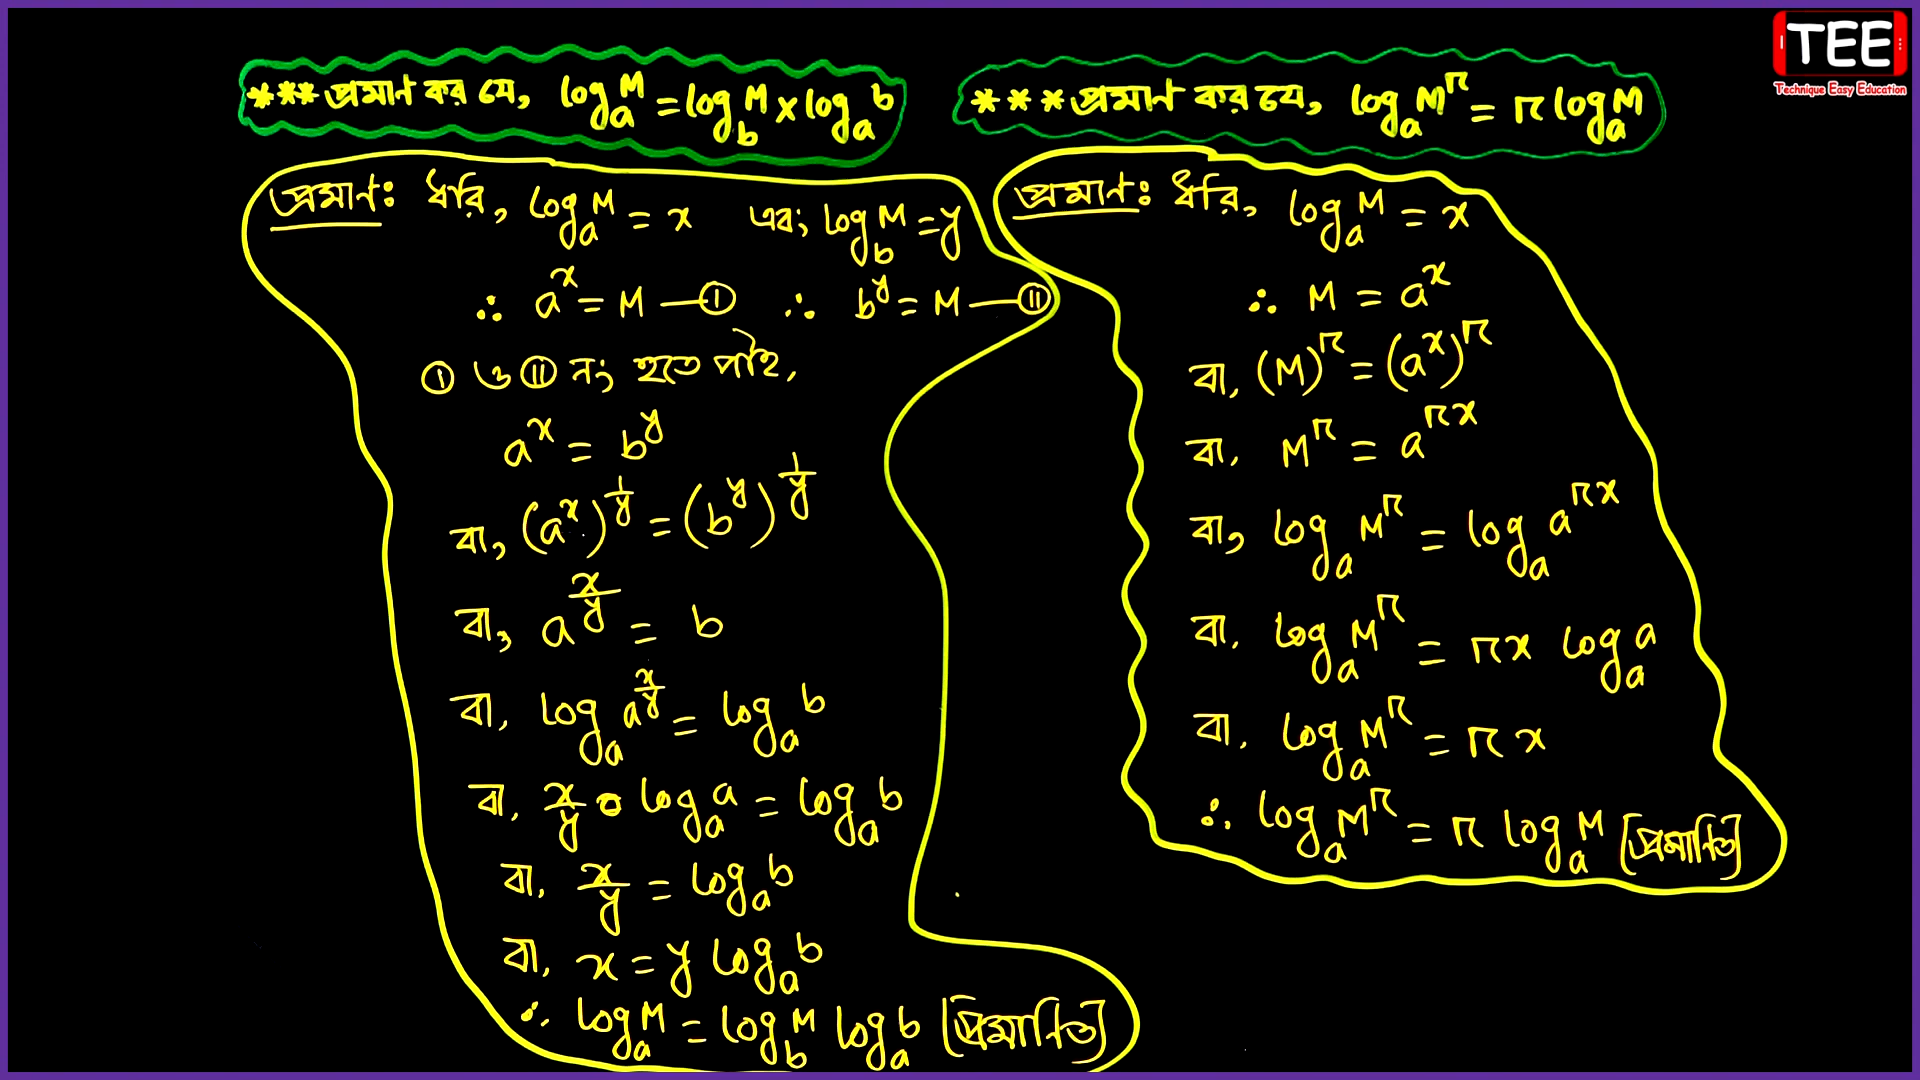 TEE
Technique Easy Education
***প্রমাণ কর যে, logₐM = log_bM × logₐb
প্রমাণ: ধরি, logₐM = x এবং logbM = y
∴ aˣ = M — (i) ∴ bʸ = M — (ii)
(i) ও (ii) নং হতে পাই,
aˣ = bʸ
বা, (aˣ)^(1/y) = (bʸ)^(1/y)
বা, a^(x/y) = b
বা, logₐa^(x/y) = logₐb
বা, x/y · logₐa = logₐb
বা, x/y = logₐb
বা, x = y logₐb
∴ logₐM = log_bM logₐb [প্রমাণিত]
***প্রমাণ কর যে, logₐMʳ = r logₐM
প্রমাণ: ধরি, logₐM = x
∴ M = aˣ
বা, (M)ʳ = (aˣ)ʳ
বা, Mʳ = aʳˣ
বা, logₐMʳ = logₐaʳˣ
বা, logₐMʳ = rx logₐa
বা, logₐMʳ = rx
∴ logₐMʳ = r logₐM [প্রমাণিত]